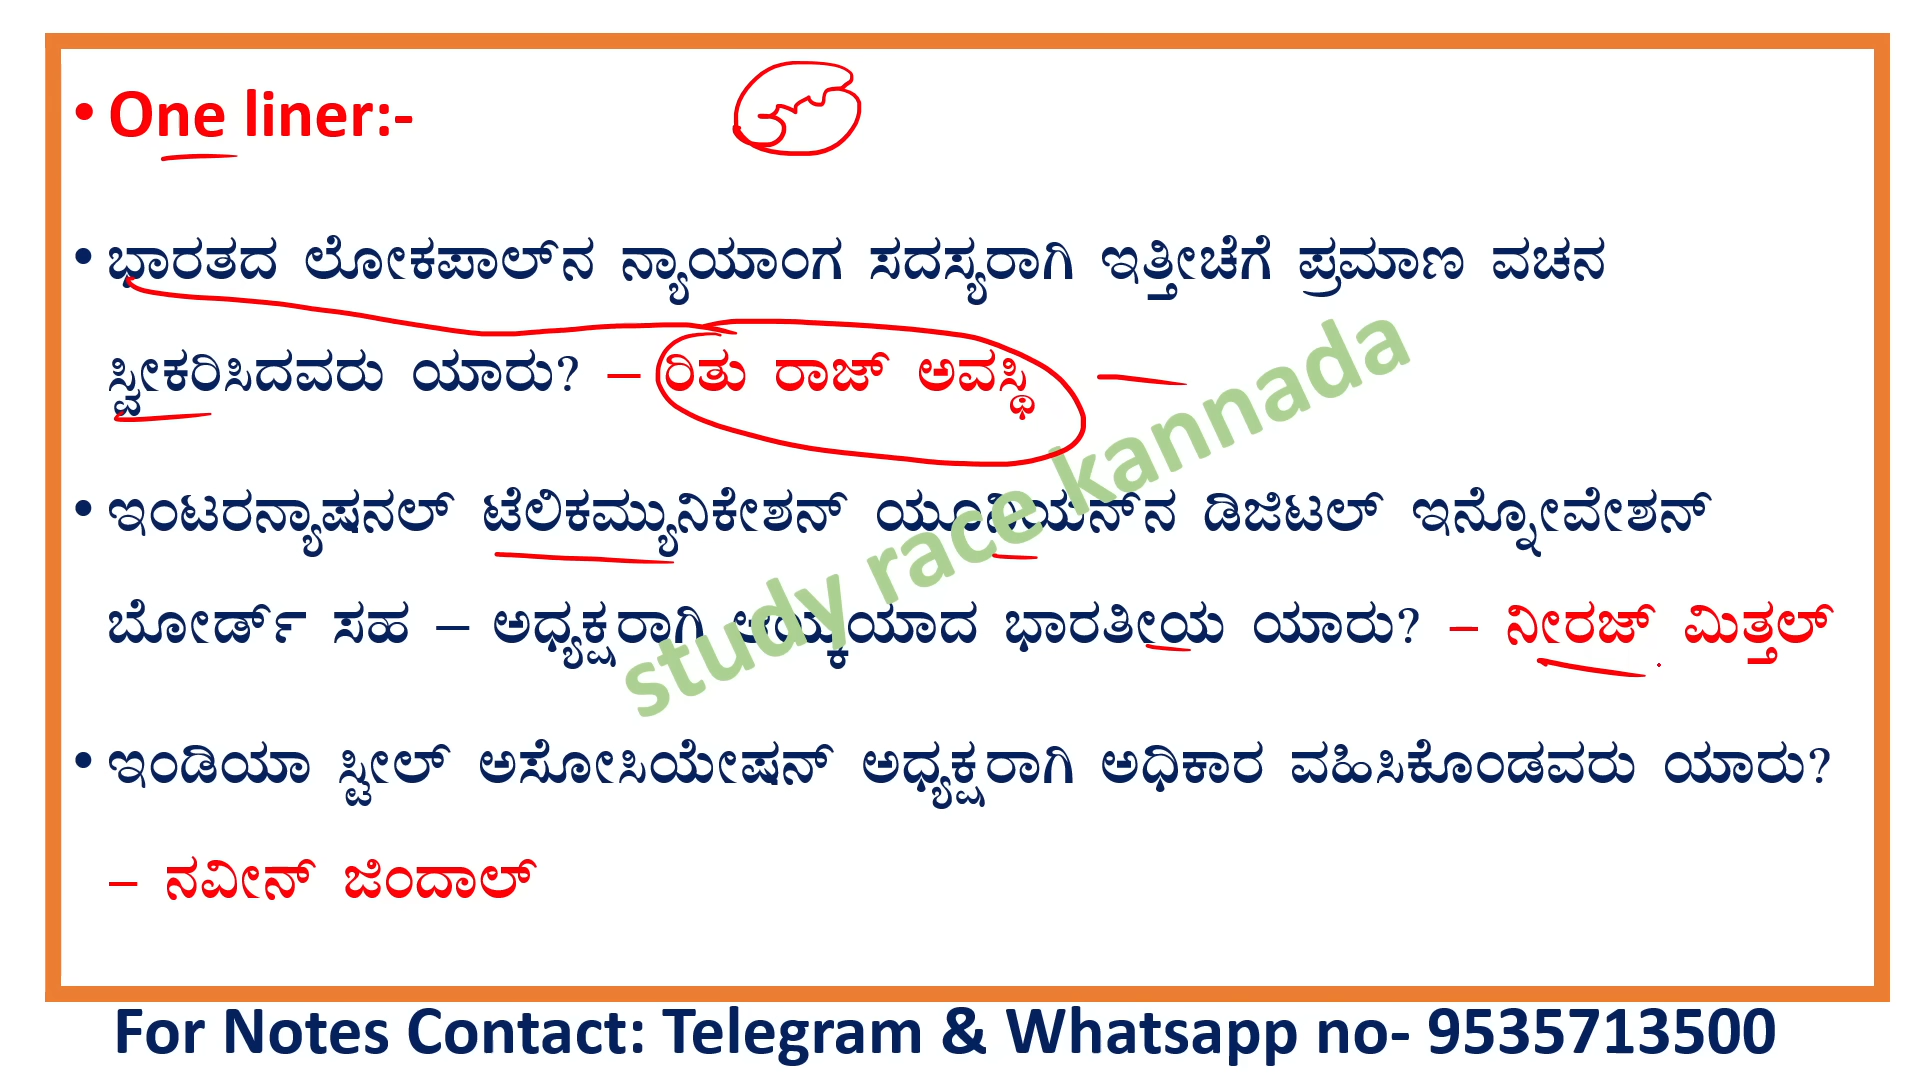 • One liner:-
• ಭಾರತದ ಲೋಕಪಾಲ್‌ನ ನ್ಯಾಯಾಂಗ ಸದಸ್ಯರಾಗಿ ಇತ್ತೀಚೆಗೆ ಪ್ರಮಾಣ ವಚನ
ಸ್ವೀಕರಿಸಿದವರು ಯಾರು? – ರಿತು ರಾಜ್ ಅವಸ್ಥಿ
• ಇಂಟರನ್ಯಾಷನಲ್ ಟೆಲಿಕಮ್ಯುನಿಕೇಶನ್ ಯೂನಿಯನ್‌ನ ಡಿಜಿಟಲ್ ಇನ್ನೋವೇಶನ್
ಬೋರ್ಡ್ ಸಹ – ಅಧ್ಯಕ್ಷರಾಗಿ ಆಯ್ಕೆಯಾದ ಭಾರತೀಯ ಯಾರು? – ನೀರಜ್ ಮಿತ್ತಲ್
study race kannada
• ಇಂಡಿಯಾ ಸ್ಟೀಲ್ ಅಸೋಸಿಯೇಷನ್ ಅಧ್ಯಕ್ಷರಾಗಿ ಅಧಿಕಾರ ವಹಿಸಿಕೊಂಡವರು ಯಾರು?
– ನವೀನ್ ಜಿಂದಾಲ್
For Notes Contact: Telegram & Whatsapp no- 9535713500